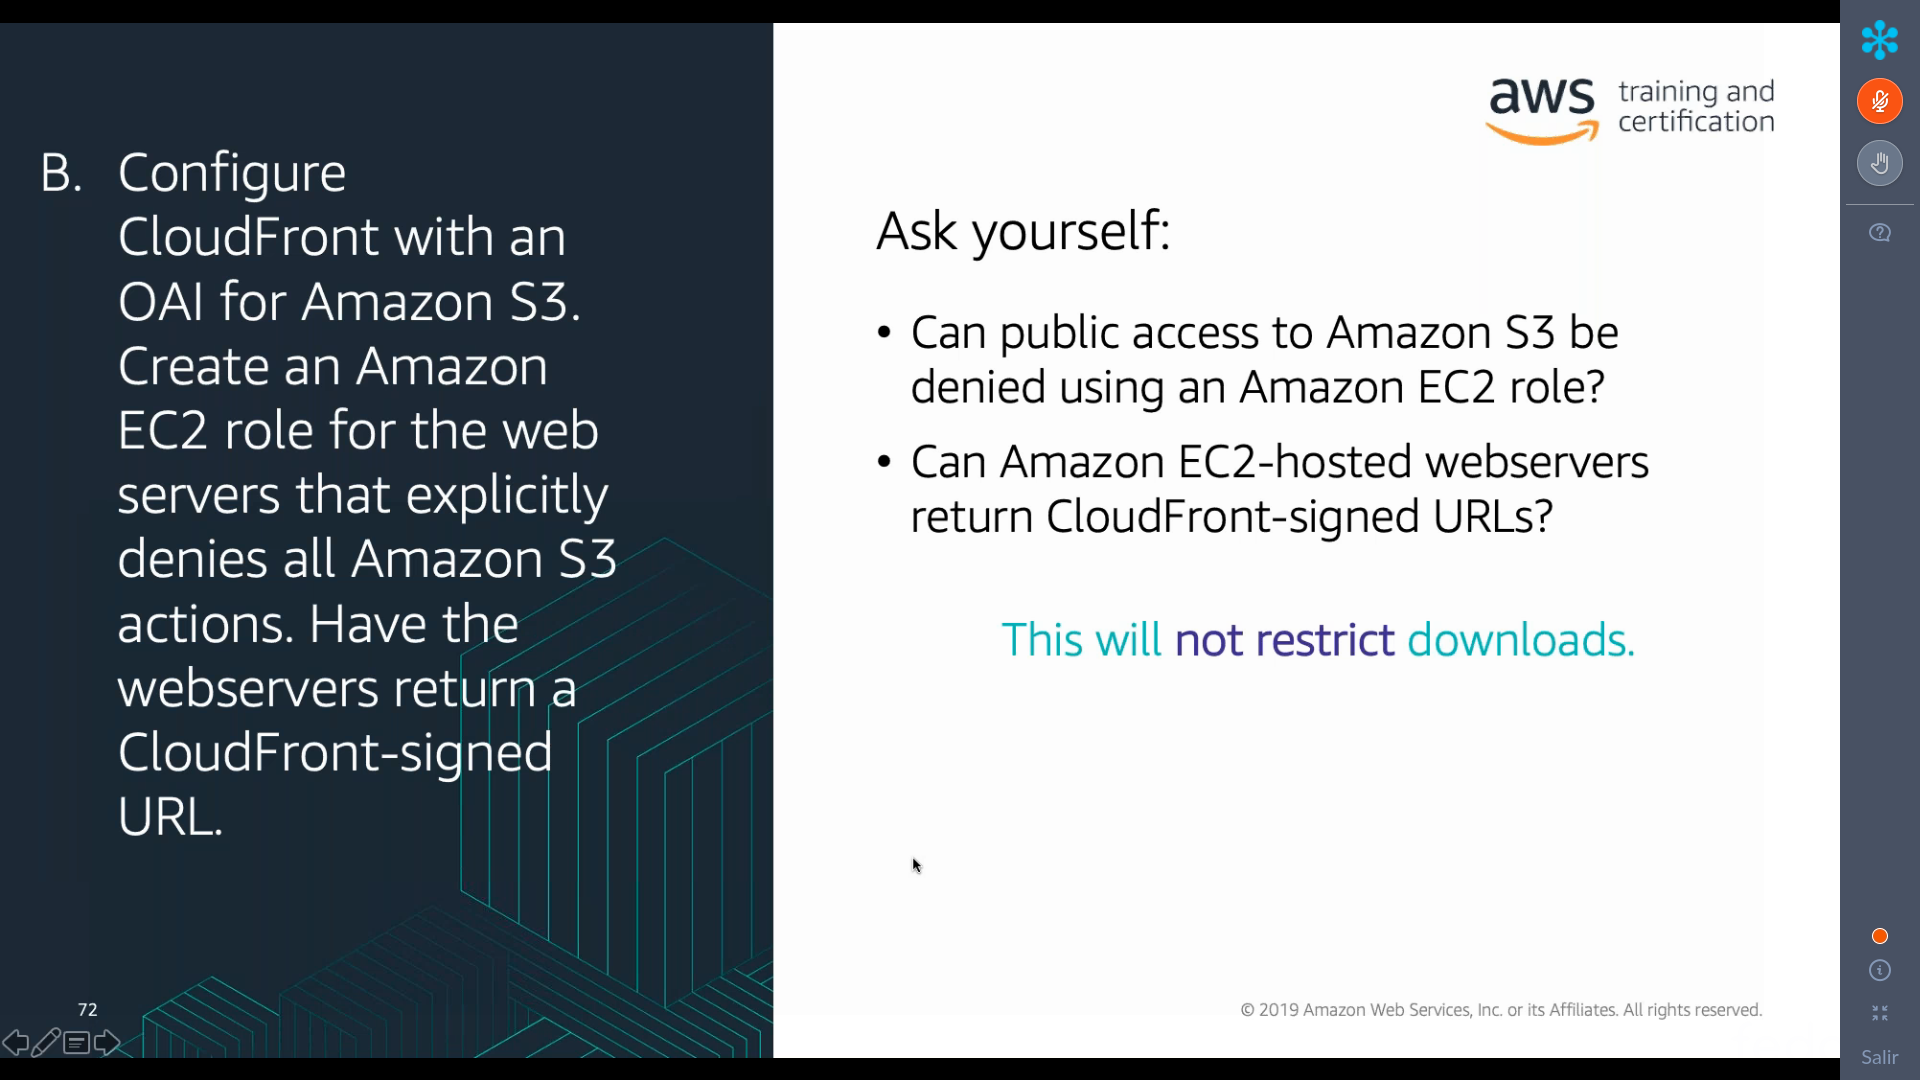 B. Configure
CloudFront with an
OAI for Amazon S3.
Create an Amazon
EC2 role for the web
servers that explicitly
denies all Amazon S3
actions. Have the
webservers return a
CloudFront-signed
URL.
72
aws training and
certification
Ask yourself:
• Can public access to Amazon S3 be
denied using an Amazon EC2 role?
• Can Amazon EC2-hosted webservers
return CloudFront-signed URLs?
This will not restrict downloads.
© 2019 Amazon Web Services, Inc. or its Affiliates. All rights reserved.
Salir